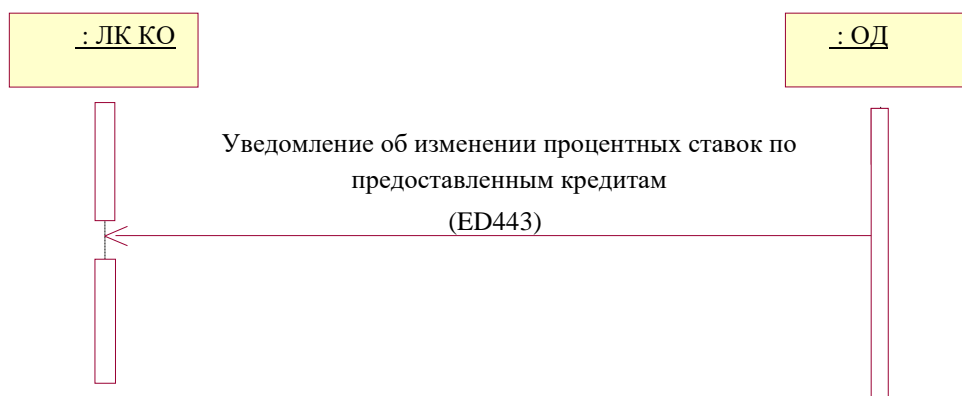 : ЛК КО
: ОД
Уведомление об изменении процентных ставок по
предоставленным кредитам
(ED443)